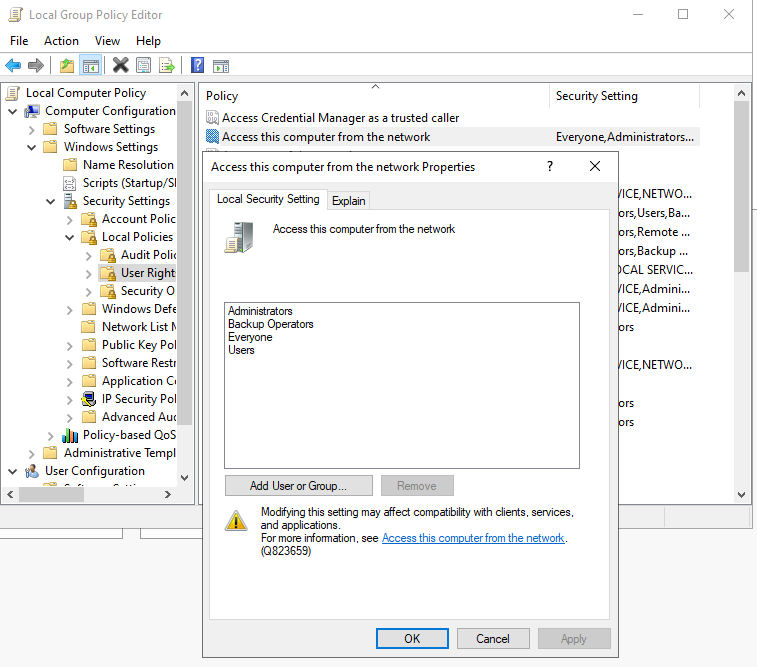 Local Group Policy Editor
File Action View Help
Local Computer Policy
Computer Configuration
Software Settings
Windows Settings
Name Resolution
Scripts (Startup/Sl
Security Settings
Account Polic
Local Policies
Audit Polic
User Right
Security O
Windows Defe
Network List M
Public Key Pol
Software Restr
Application Co
IP Security Pol
Advanced Aud
Policy-based QoS
Administrative Templ
User Configuration
Policy Security Setting
Access Credential Manager as a trusted caller
Access this computer from the network Everyone,Administrators...
VICE,NETWO...
ors,Users,Ba...
ors,Remote ...
ors,Backup ...
OCAL SERVIC...
VICE,Admini...
VICE,Admini...
ors
VICE,NETWO...
ors
ors
Access this computer from the network Properties
?
Local Security Setting Explain
Access this computer from the network
Administrators
Backup Operators
Everyone
Users
Add User or Group... Remove
Modifying this setting may affect compatibility with clients, services,
and applications.
For more information, see Access this computer from the network.
(Q823659)
OK Cancel Apply